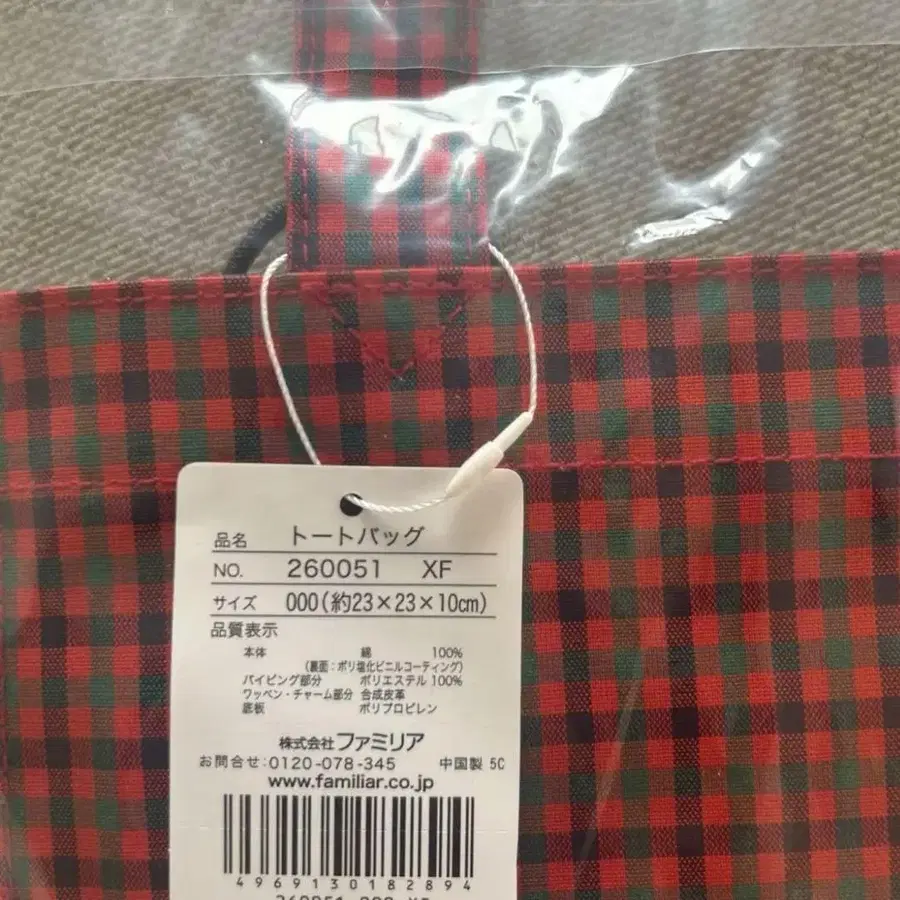 品名 トートバッグ
NO. 260051 XF
サイズ 000(約23×23×10cm)
品質表示
本体 綿 100%
(裏面:ポリ塩化ビニルコーティング)
パイピング部分 ポリエステル 100%
ワッペン・チャーム部分 合成皮革
底板 ポリプロピレン
株式会社ファミリア
お問合せ:0120-078-345 中国製 5C
www.familiar.co.jp
4969130182894
260051 000 XF